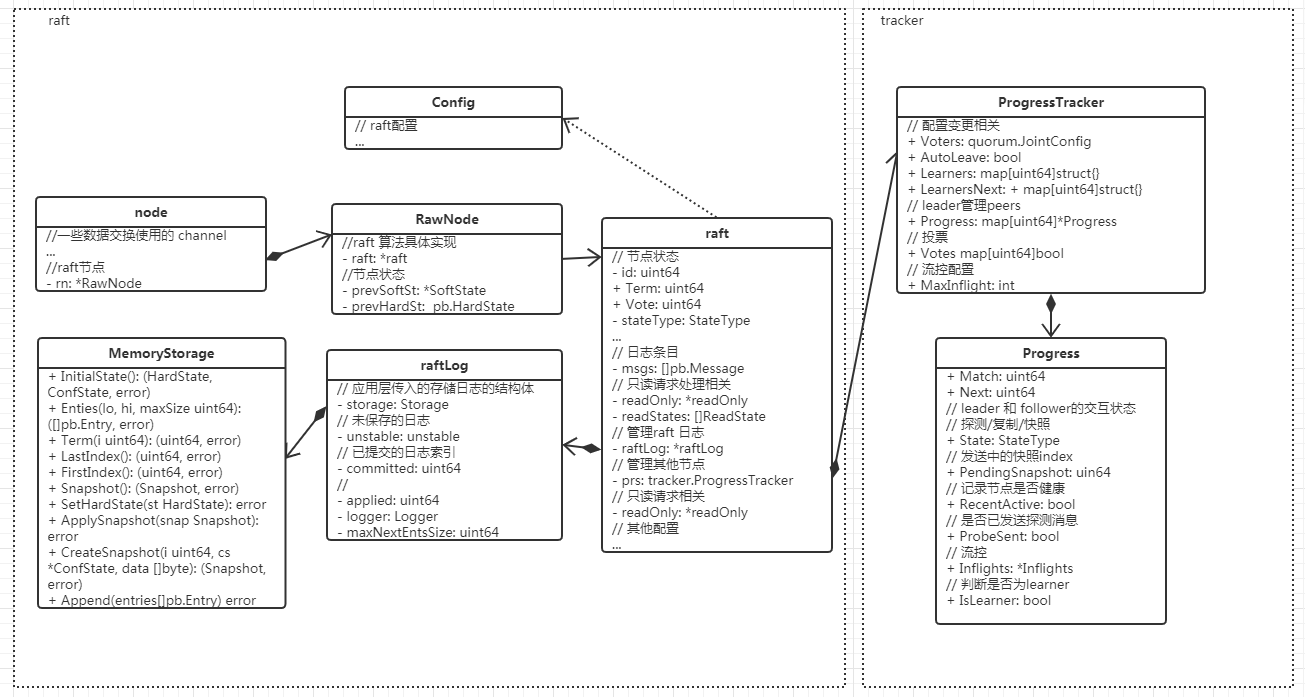 raft
Config
// raft配置
...
node
//一些数据交换使用的 channel
...
//raft节点
- rn: *RawNode
RawNode
//raft 算法具体实现
- raft: *raft
//节点状态
- prevSoftSt: *SoftState
- prevHardSt:  pb.HardState
raft
// 节点状态
- id: uint64
+ Term: uint64
+ Vote: uint64
- stateType: StateType
...
// 日志条目
- msgs: []pb.Message
// 只读请求处理相关
- readOnly: *readOnly
- readStates: []ReadState
// 管理raft 日志
- raftLog: *raftLog
// 管理其他节点
- prs: tracker.ProgressTracker
// 只读请求相关
- readOnly: *readOnly
// 其他配置
...
MemoryStorage
+ InitialState(): (HardState,
ConfState, error)
+ Enties(lo, hi, maxSize uint64):
([]pb.Entry, error)
+ Term(i uint64): (uint64, error)
+ LastIndex(): (uint64, error)
+ FirstIndex(): (uint64, error)
+ Snapshot(): (Snapshot, error)
+ SetHardState(st HardState): error
+ ApplySnapshot(snap Snapshot):
error
+ CreateSnapshot(i uint64, cs
*ConfState, data []byte): (Snapshot,
error)
+ Append(entries[]pb.Entry) error
raftLog
// 应用层传入的存储日志的结构体
- storage: Storage
// 未保存的日志
- unstable: unstable
// 已提交的日志索引
- committed: uint64
//
- applied: uint64
- logger: Logger
- maxNextEntsSize: uint64
tracker
ProgressTracker
// 配置变更相关
+ Voters: quorum.JointConfig
+ AutoLeave: bool
+ Learners: map[uint64]struct{}
+ LearnersNext: + map[uint64]struct{}
// leader管理peers
+ Progress: map[uint64]*Progress
// 投票
+ Votes map[uint64]bool
// 流控配置
+ MaxInflight: int
Progress
+ Match: uint64
+ Next: uint64
// leader 和 follower的交互状态
// 探测/复制/快照
+ State: StateType
// 发送中的快照index
+ PendingSnapshot: uint64
// 记录节点是否健康
+ RecentActive: bool
// 是否已发送探测消息
+ ProbeSent: bool
// 流控
+ Inflights: *Inflights
// 判断是否为learner
+ IsLearner: bool